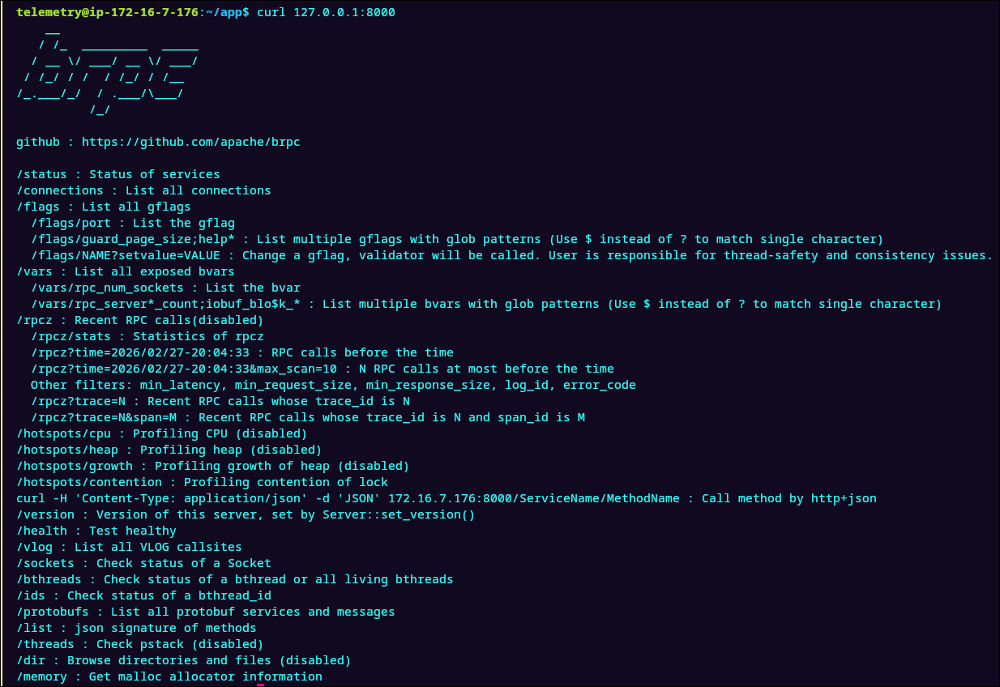 telemetry@ip-172-16-7-176:~/app$ curl 127.0.0.1:8000
    __
   / /_  _________  _____
  / __ \/ ___/ __ \/ ___/
 / /_/ / /  / /_/ / /__
/_.___/_/  / .___/\___/
          /_/
github : https://github.com/apache/brpc
/status : Status of services
/connections : List all connections
/flags : List all gflags
  /flags/port : List the gflag
  /flags/guard_page_size;help* : List multiple gflags with glob patterns (Use $ instead of ? to match single character)
  /flags/NAME?setvalue=VALUE : Change a gflag, validator will be called. User is responsible for thread-safety and consistency issues.
/vars : List all exposed bvars
  /vars/rpc_num_sockets : List the bvar
  /vars/rpc_server*_count;iobuf_blo$k_* : List multiple bvars with glob patterns (Use $ instead of ? to match single character)
/rpcz : Recent RPC calls(disabled)
  /rpcz/stats : Statistics of rpcz
  /rpcz?time=2026/02/27-20:04:33 : RPC calls before the time
  /rpcz?time=2026/02/27-20:04:33&max_scan=10 : N RPC calls at most before the time
  Other filters: min_latency, min_request_size, min_response_size, log_id, error_code
  /rpcz?trace=N : Recent RPC calls whose trace_id is N
  /rpcz?trace=N&span=M : Recent RPC calls whose trace_id is N and span_id is M
/hotspots/cpu : Profiling CPU (disabled)
/hotspots/heap : Profiling heap (disabled)
/hotspots/growth : Profiling growth of heap (disabled)
/hotspots/contention : Profiling contention of lock
curl -H 'Content-Type: application/json' -d 'JSON' 172.16.7.176:8000/ServiceName/MethodName : Call method by http+json
/version : Version of this server, set by Server::set_version()
/health : Test healthy
/vlog : List all VLOG callsites
/sockets : Check status of a Socket
/bthreads : Check status of a bthread or all living bthreads
/ids : Check status of a bthread_id
/protobufs : List all protobuf services and messages
/list : json signature of methods
/threads : Check pstack (disabled)
/dir : Browse directories and files (disabled)
/memory : Get malloc allocator information